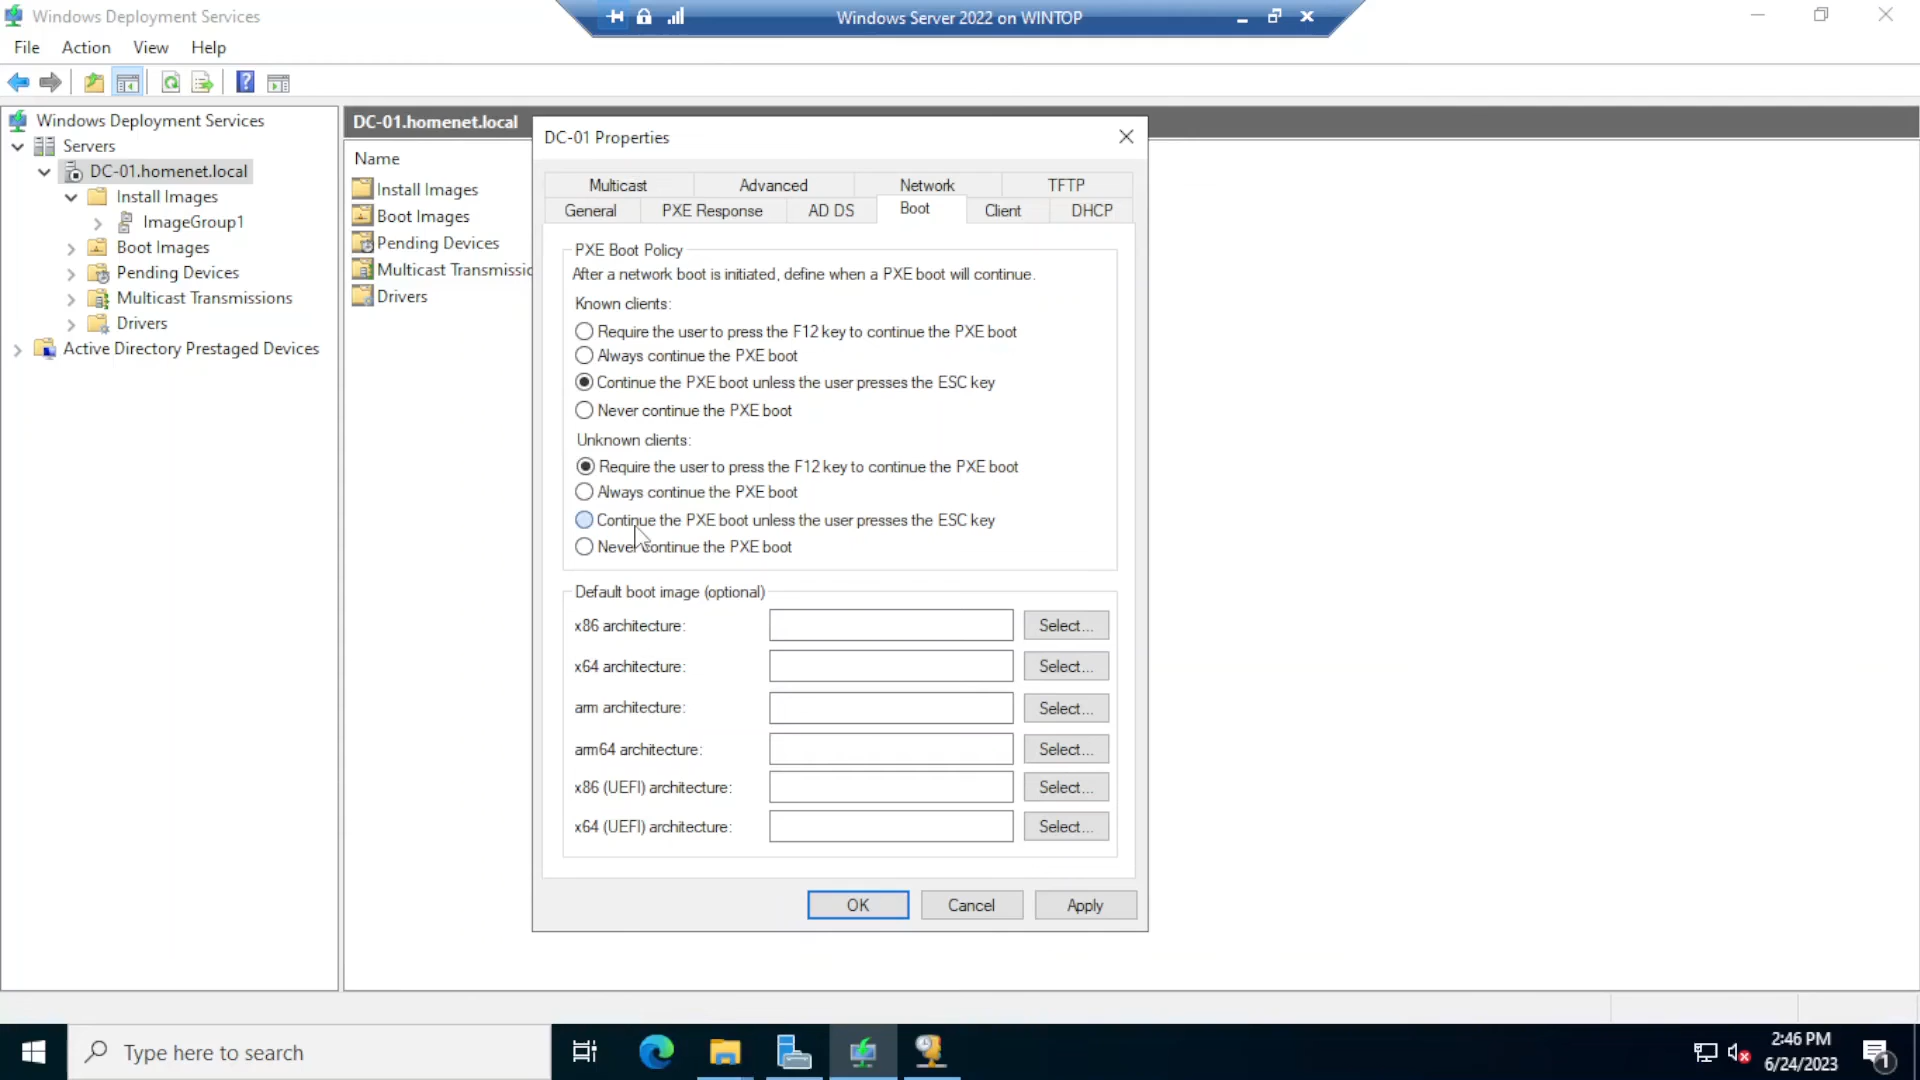 Windows Deployment Services
Windows Server 2022 on WINTOP
File Action View Help
Windows Deployment Services
Servers
DC-01.homenet.local
Install Images
ImageGroup1
Boot Images
Pending Devices
Multicast Transmissions
Drivers
Active Directory Prestaged Devices
DC-01.homenet.local
Name
Install Images
Boot Images
Pending Devices
Multicast Transmissio
Drivers
DC-01 Properties
Multicast Advanced Network TFTP
General PXE Response AD DS Boot Client DHCP
PXE Boot Policy
After a network boot is initiated, define when a PXE boot will continue.
Known clients:
Require the user to press the F12 key to continue the PXE boot
Always continue the PXE boot
Continue the PXE boot unless the user presses the ESC key
Never continue the PXE boot
Unknown clients:
Require the user to press the F12 key to continue the PXE boot
Always continue the PXE boot
Continue the PXE boot unless the user presses the ESC key
Never continue the PXE boot
Default boot image (optional)
x86 architecture: Select...
x64 architecture: Select...
arm architecture: Select...
arm64 architecture: Select...
x86 (UEFI) architecture: Select...
x64 (UEFI) architecture: Select...
OK Cancel Apply
Type here to search
2:46 PM
6/24/2023
1